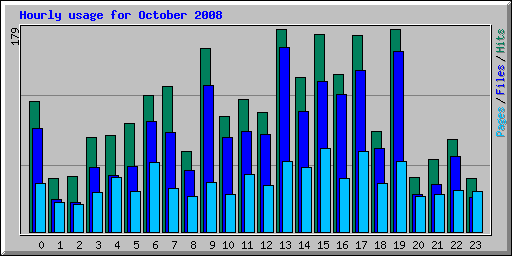 Hourly usage for October 2008
179
Pages/Files/Hits
0 1 2 3 4 5 6 7 8 9 10 11 12 13 14 15 16 17 18 19 20 21 22 23